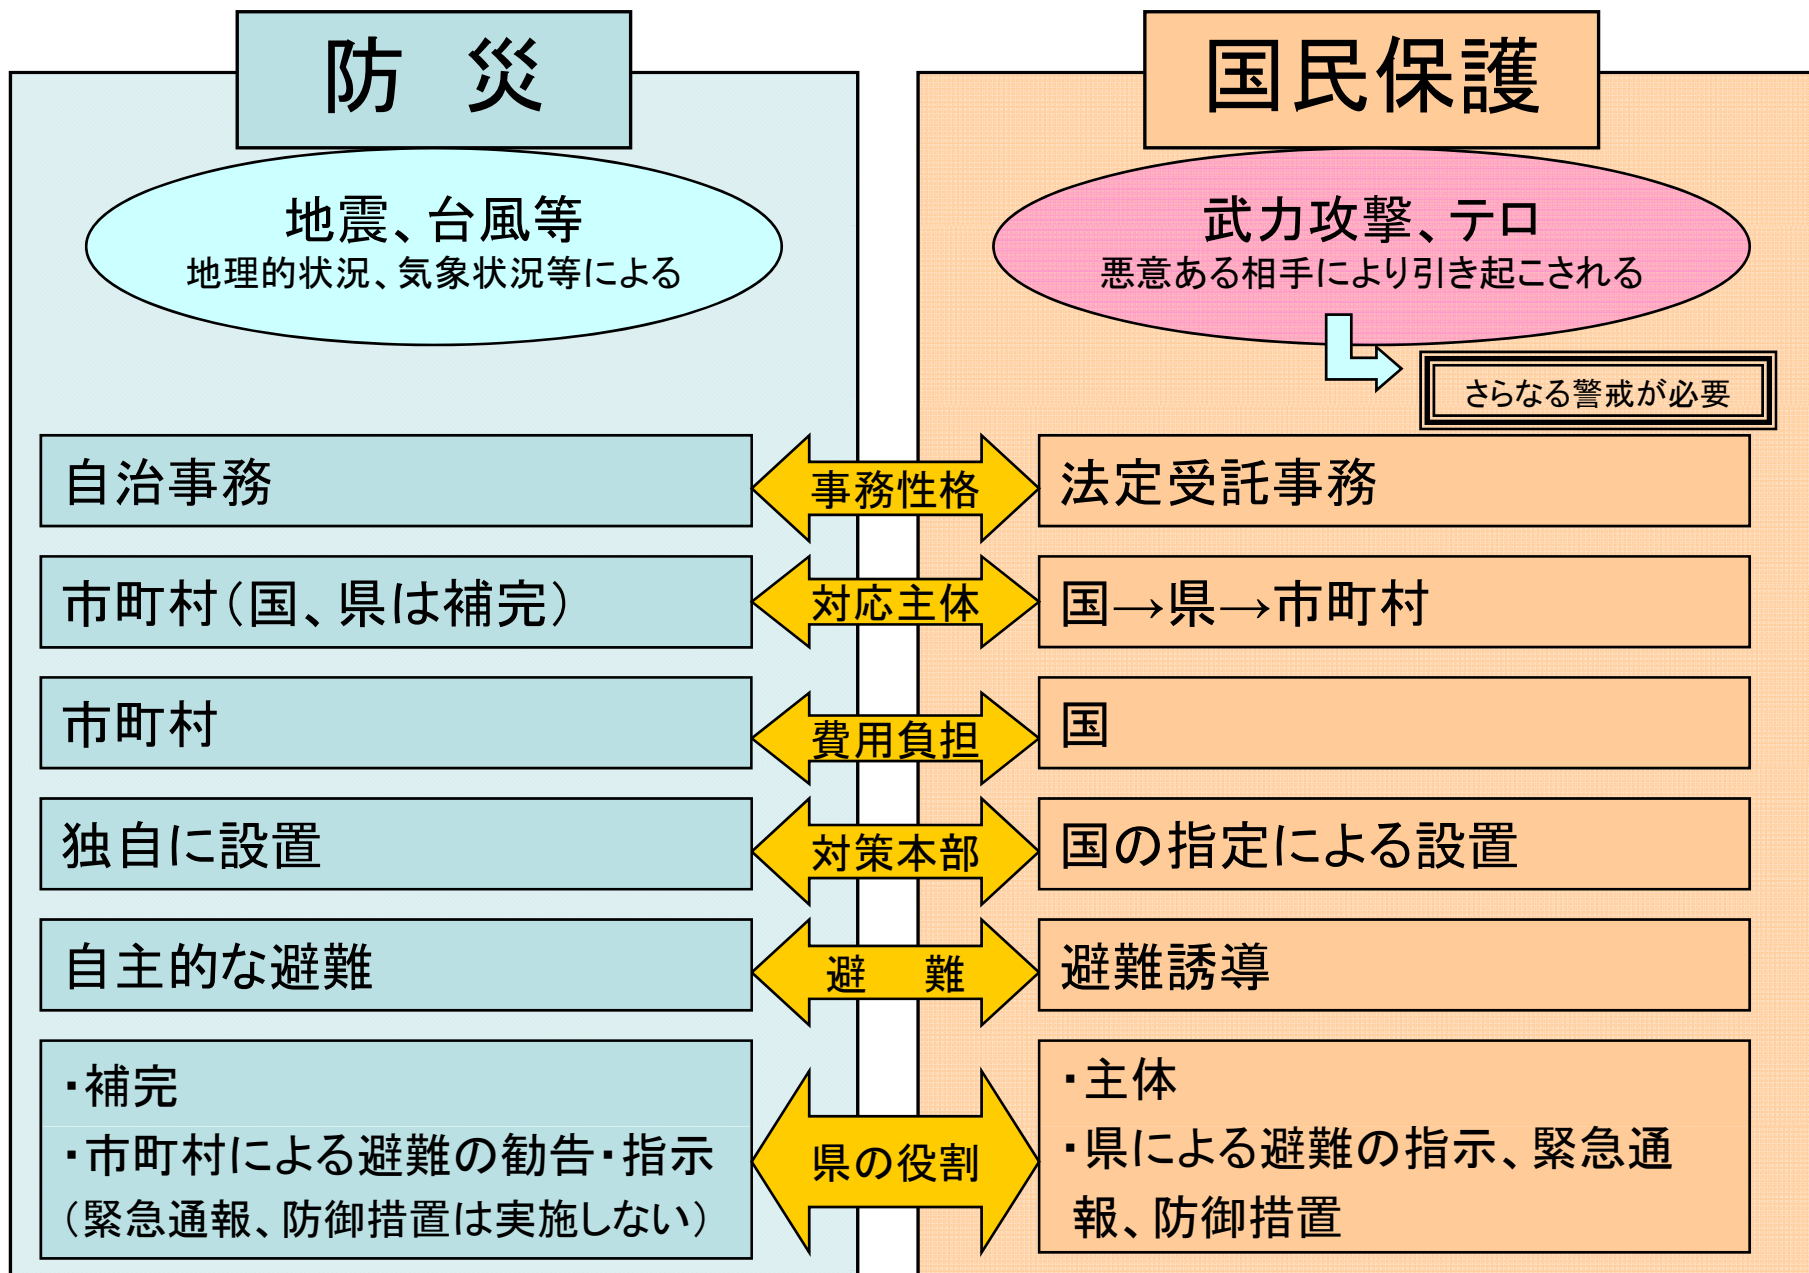 防　災
国民保護
地震、台風等
地理的状況、気象状況等による
武力攻撃、テロ
悪意ある相手により引き起こされる
さらなる警戒が必要
自治事務
事務性格
法定受託事務
市町村(国、県は補完)
対応主体
国→県→市町村
市町村
費用負担
国
独自に設置
対策本部
国の指定による設置
自主的な避難
避　難
避難誘導
・補完
・市町村による避難の勧告・指示
(緊急通報、防御措置は実施しない)
県の役割
・主体
・県による避難の指示、緊急通
報、防御措置